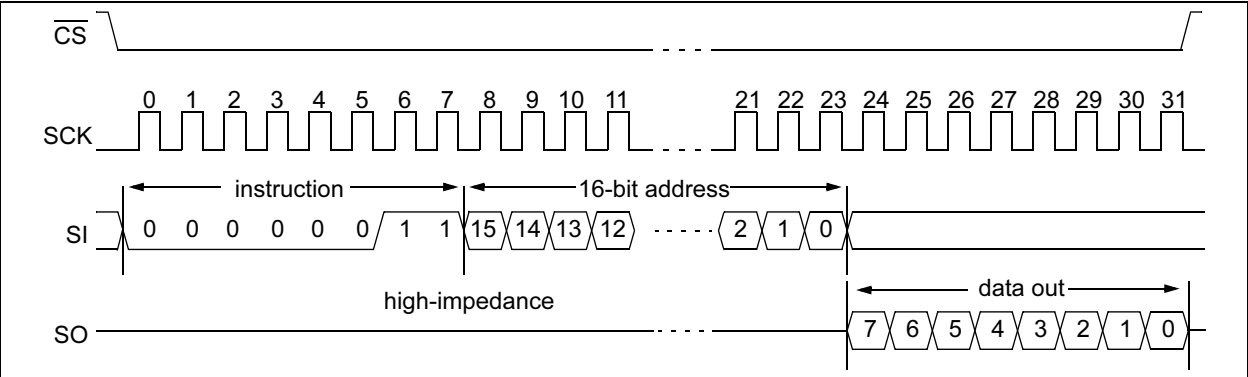 CS
0 1 2 3 4 5 6 7 8 9 10 11 21 22 23 24 25 26 27 28 29 30 31
SCK
instruction 16-bit address
SI 0 0 0 0 0 0 1 1 15 14 13 12 2 1 0
high-impedance data out
SO 7 6 5 4 3 2 1 0